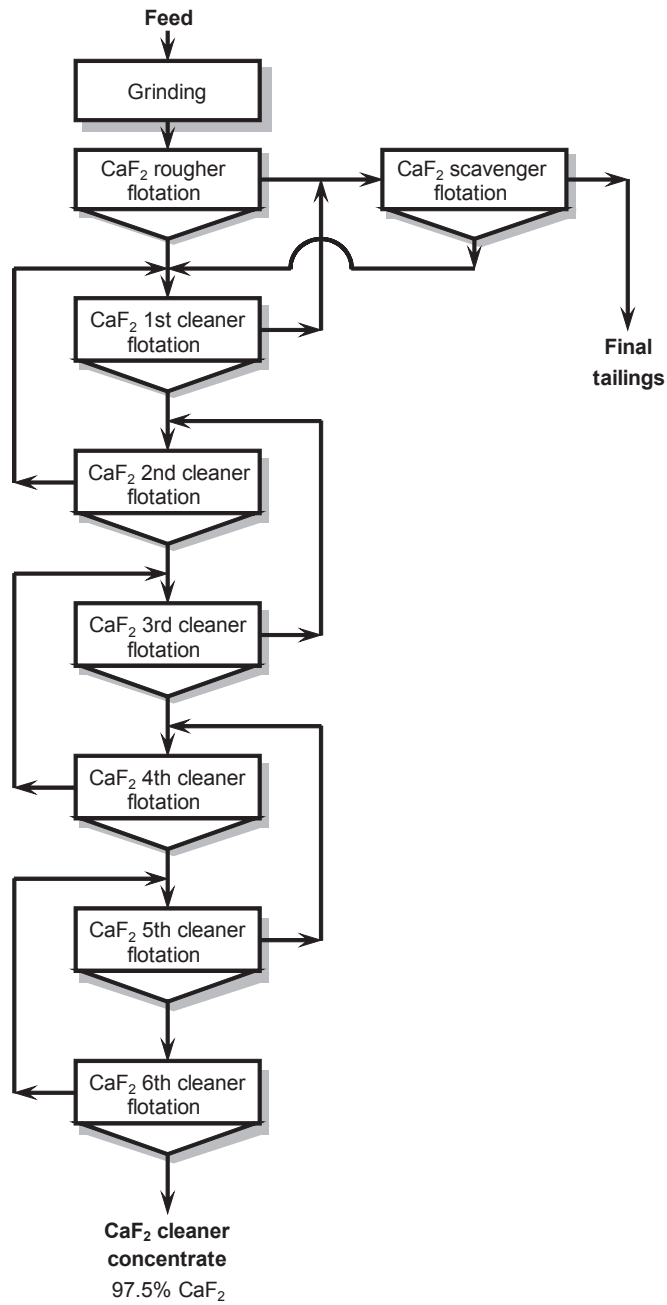 Feed
Grinding
CaF₂ rougher
flotation
CaF₂ scavenger
flotation
CaF₂ 1st cleaner
flotation
Final
tailings
CaF₂ 2nd cleaner
flotation
CaF₂ 3rd cleaner
flotation
CaF₂ 4th cleaner
flotation
CaF₂ 5th cleaner
flotation
CaF₂ 6th cleaner
flotation
CaF₂ cleaner
concentrate
97.5% CaF₂